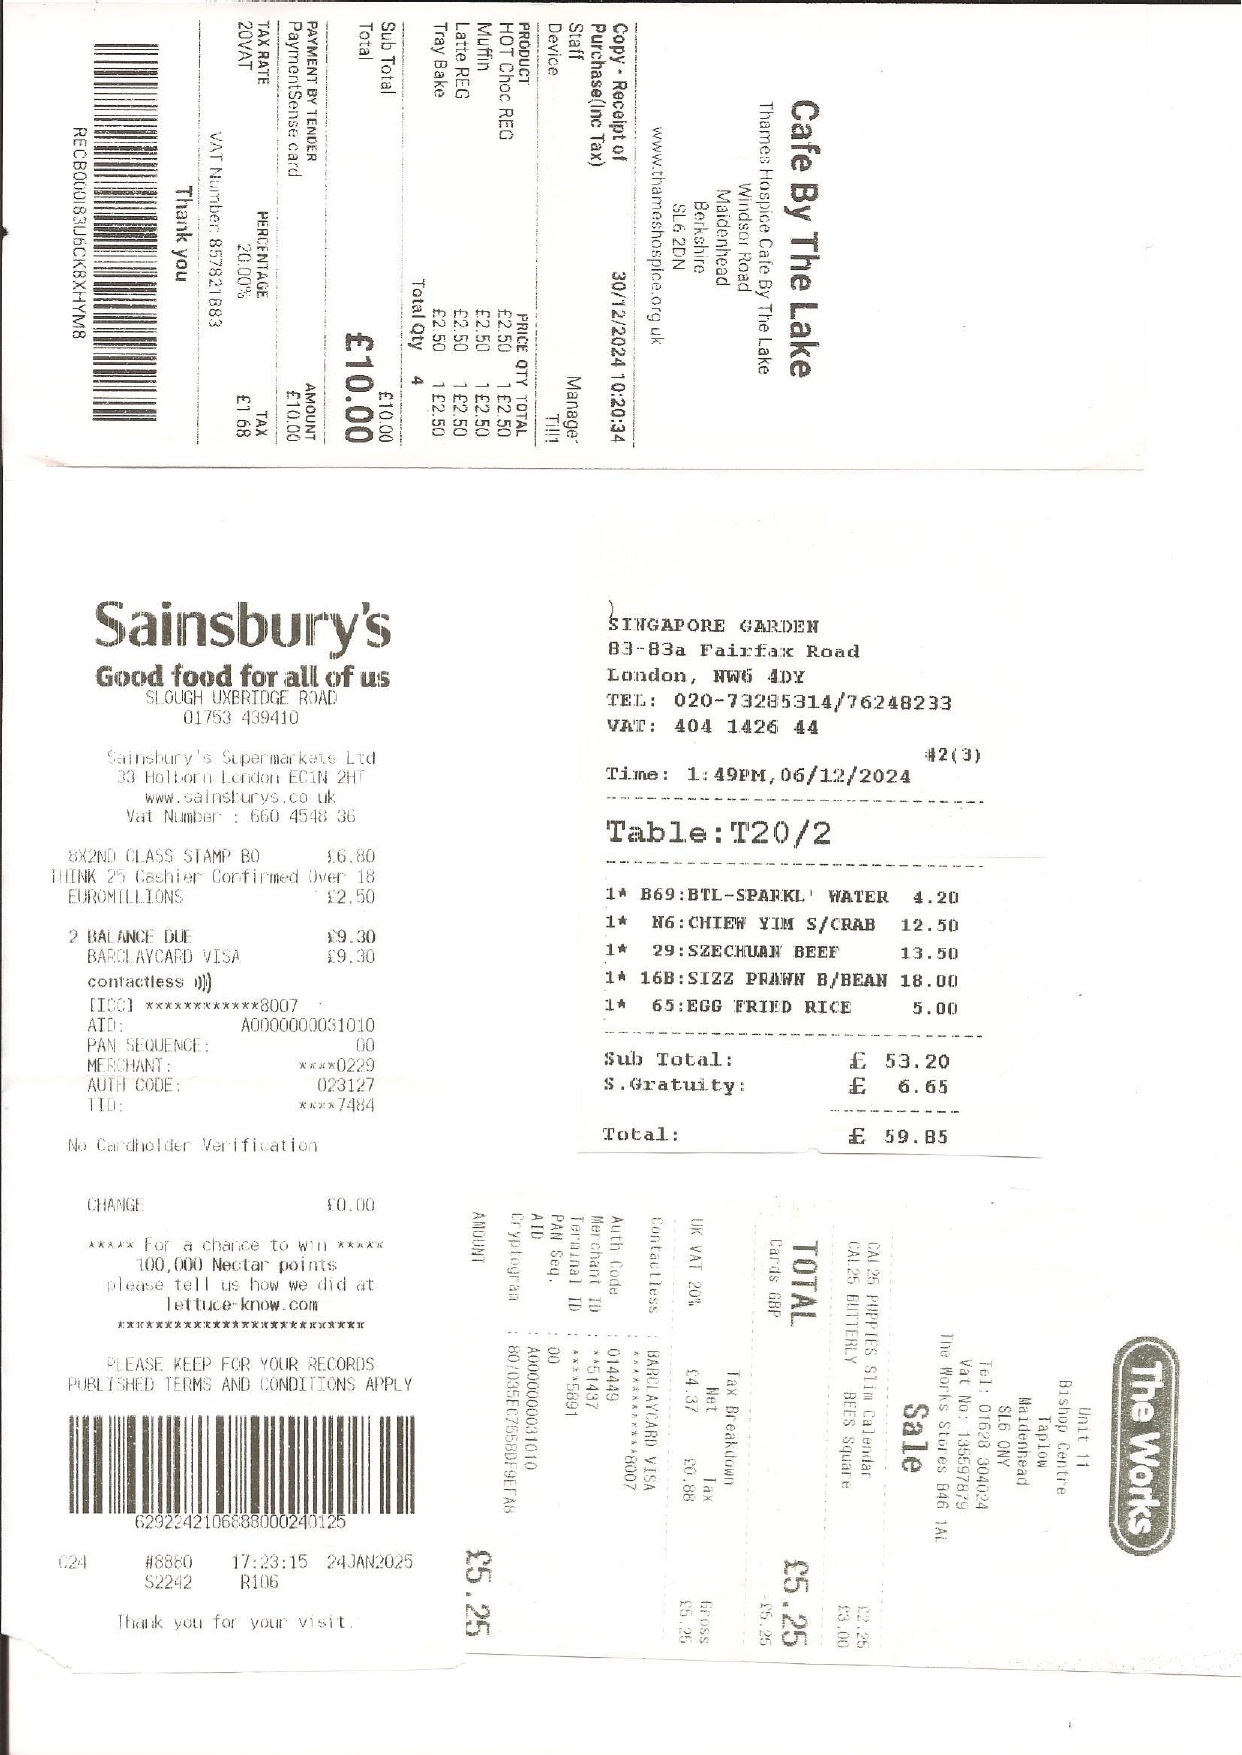 Cafe By The Lake
Thames Hospice Cafe By The Lake
Windsor Road
Maidenhead
Berkshire
SL6 2DN
www.thameshospice.org.uk
Copy - Receipt of 30/12/2024 10:20:34
Purchase(Inc Tax)
Staff Manage
Device Till1
PRODUCT PRICE QTY TOTAL
HOT Choc REG £2.50 1 £2.50
Muffin £2.50 1 £2.50
Latte REG £2.50 1 £2.50
Tray Bake £2.50 1 £2.50
Total Qty 4
Sub Total £10.00
Total £10.00
PAYMENT BY TENDER AMOUNT
PaymentSense card £10.00
TAX RATE PERCENTAGE TAX
20VAT 20.00% £1.68
VAT Number: 857821883
Thank you
RECB000I83U5CK8XHYM8
Sainsbury's
Good food for all of us
SLOUGH UXBRIDGE ROAD
01753 439410
Sainsbury's Supermarkets Ltd
33 Holborn London EC1N 2HT
www.sainsburys.co uk
Vat Number : 660 4548 36
8X2ND CLASS STAMP BO £6.80
THINK 25 Cashier Confirmed Over 18
EUROMILLIONS £2.50
2 BALANCE DUE £9.30
BARCLAYCARD VISA £9.30
contactless
[ICC] ************8007
AID: A0000000031010
PAN SEQUENCE: 00
MERCHANT: ****0229
AUTH CODE: 023127
TID: ****7484
No Cardholder Verification
CHANGE £0.00
***** For a chance to win *****
100,000 Nectar points
please tell us how we did at
lettuce-know.com
**************************
PLEASE KEEP FOR YOUR RECORDS
PUBLISHED TERMS AND CONDITIONS APPLY
6292242106888000240125
C24 #8860 17:23:15 24JAN2025
S2242 R106
Thank you for your visit.
SINGAPORE GARDEN
83-83a Fairfax Road
London, NW6 4DY
TEL: 020-73285314/76248233
VAT: 404 1426 44
#2(3)
Time: 1:49PM,06/12/2024
Table:T20/2
1* B69:BTL-SPARKL' WATER 4.20
1* N6:CHIEW YIM S/CRAB 12.50
1* 29:SZECHUAN BEEF 13.50
1* 16B:SIZZ PRAWN B/BEAN 18.00
1* 65:EGG FRIED RICE 5.00
Sub Total: £ 53.20
S.Gratuity: £ 6.65
Total: £ 59.85
The Works
Unit 11
Bishop Centre
Taplow
Maidenhead
SL6 0NY
Tel: 01628 304024
Vat No: 135597879
The Works Stores B46 1AL
Sale
CAL25 PUPPIES Slim Calendar £2.25
CAL25 BUTTERLY BEES Square £3.00
TOTAL £5.25
Cards GBP £5.25
Tax Breakdown
Net Tax Gross
UK VAT 20% £4.37 £0.88 £5.25
Contactless : BARCLAYCARD VISA
************8007
Auth Code : 014449
Merchant ID : **51437
Terminal ID : ****5891
PAN Seq. : 00
AID : A0000000031010
Cryptogram
AMOUNT £5.25